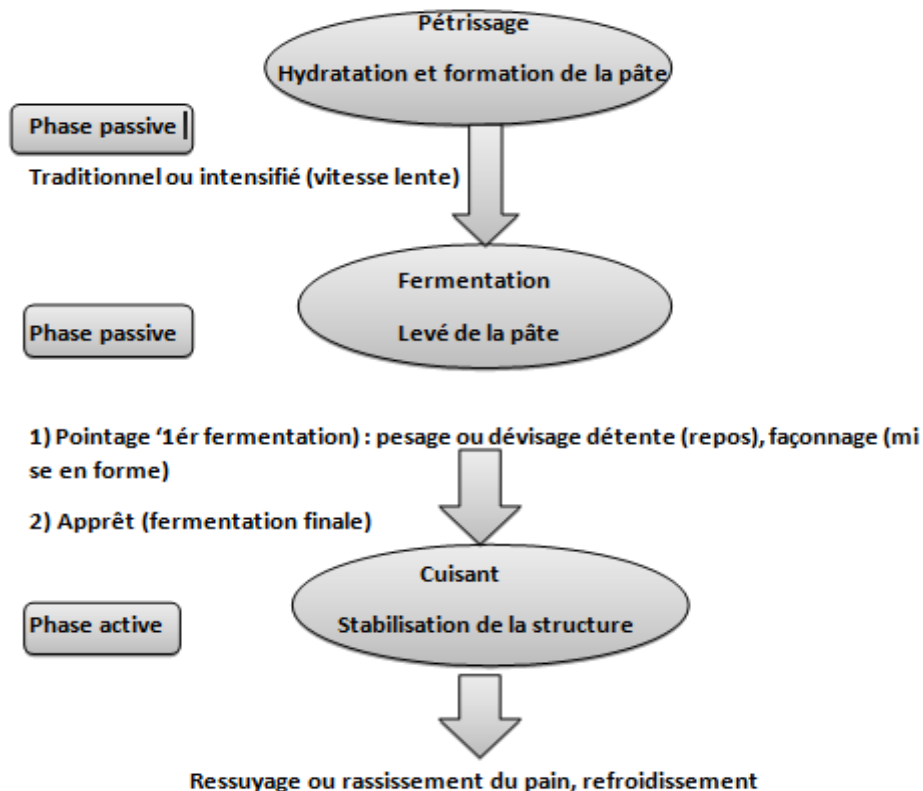 Pétrissage
Hydratation et formation de la pâte
Phase passive
Traditionnel ou intensifié (vitesse lente)
Fermentation
Phase passive
Levé de la pâte
1) Pointage ‘1ér fermentation) : pesage ou dévisage détente (repos), façonnage (mi
se en forme)
2) Apprêt (fermentation finale)
Cuisant
Phase active
Stabilisation de la structure
Ressuyage ou rassissement du pain, refroidissement